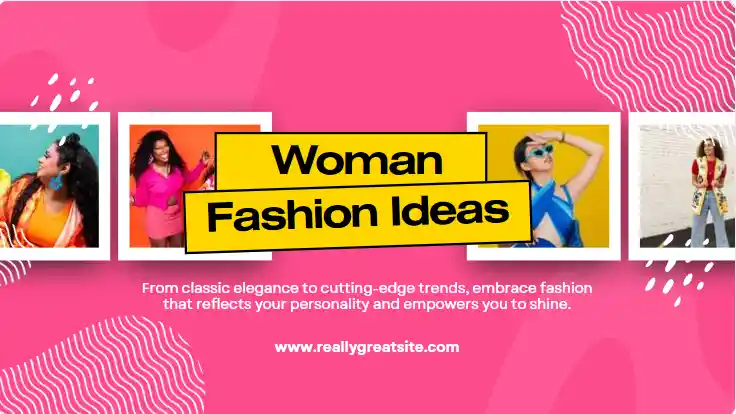 Woman
Fashion Ideas
From classic elegance to cutting-edge trends, embrace fashion
that reflects your personality and empowers you to shine.
www.reallygreatsite.com